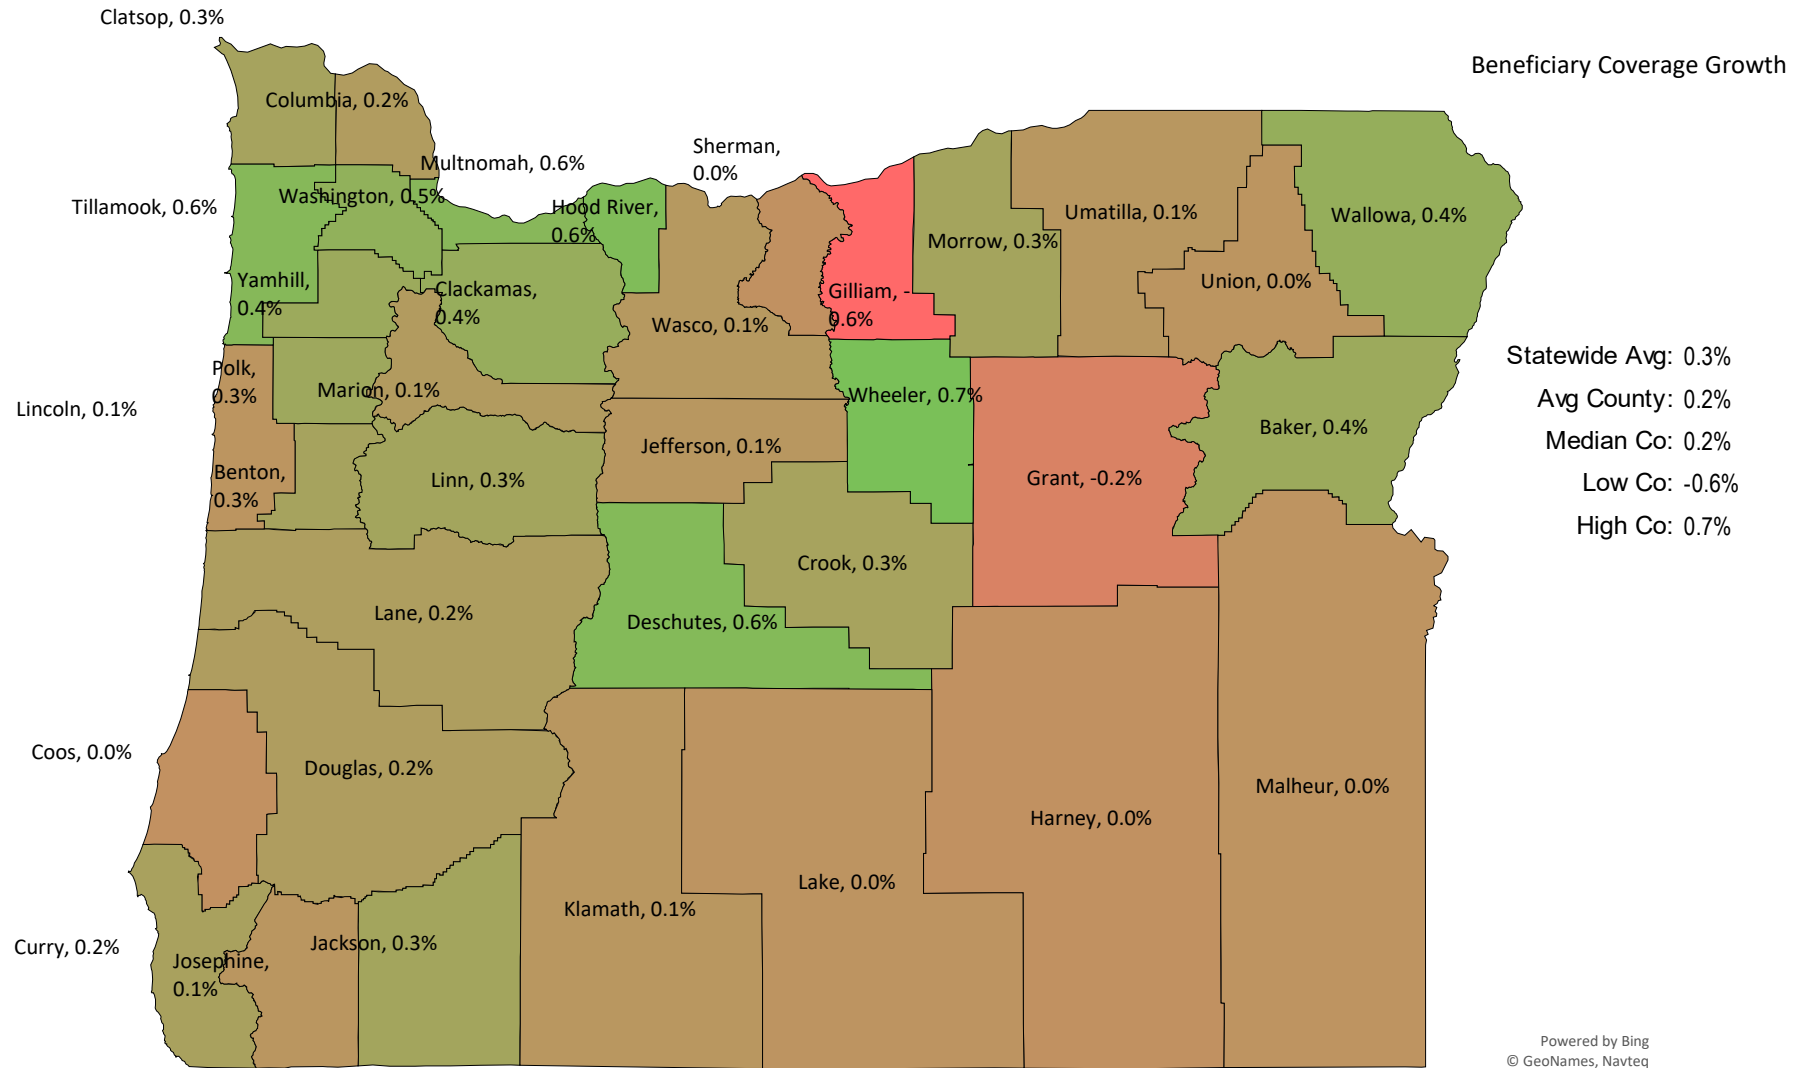 Clatsop, 0.3%
Beneficiary Coverage Growth
Columbia, 0.2%
Multnomah, 0.6%
Sherman,
0.0%
Tillamook, 0.6%
Washington, 0.5%
Hood River,
0.6%
Umatilla, 0.1%
Wallowa, 0.4%
Morrow, 0.3%
Yamhill,
0.4%
Clackamas,
0.4%
Wasco, 0.1%
Gilliam, -
0.6%
Union, 0.0%
Polk,
0.3%
Marion, 0.1%
Lincoln, 0.1%
Wheeler, 0.7%
Baker, 0.4%
Statewide Avg: 0.3%
Avg County: 0.2%
Median Co: 0.2%
Low Co: -0.6%
High Co: 0.7%
Benton,
0.3%
Linn, 0.3%
Jefferson, 0.1%
Grant, -0.2%
Crook, 0.3%
Lane, 0.2%
Deschutes, 0.6%
Coos, 0.0%
Douglas, 0.2%
Malheur, 0.0%
Harney, 0.0%
Lake, 0.0%
Klamath, 0.1%
Curry, 0.2%
Josephine,
0.1%
Jackson, 0.3%
Powered by Bing
© GeoNames, Navteq